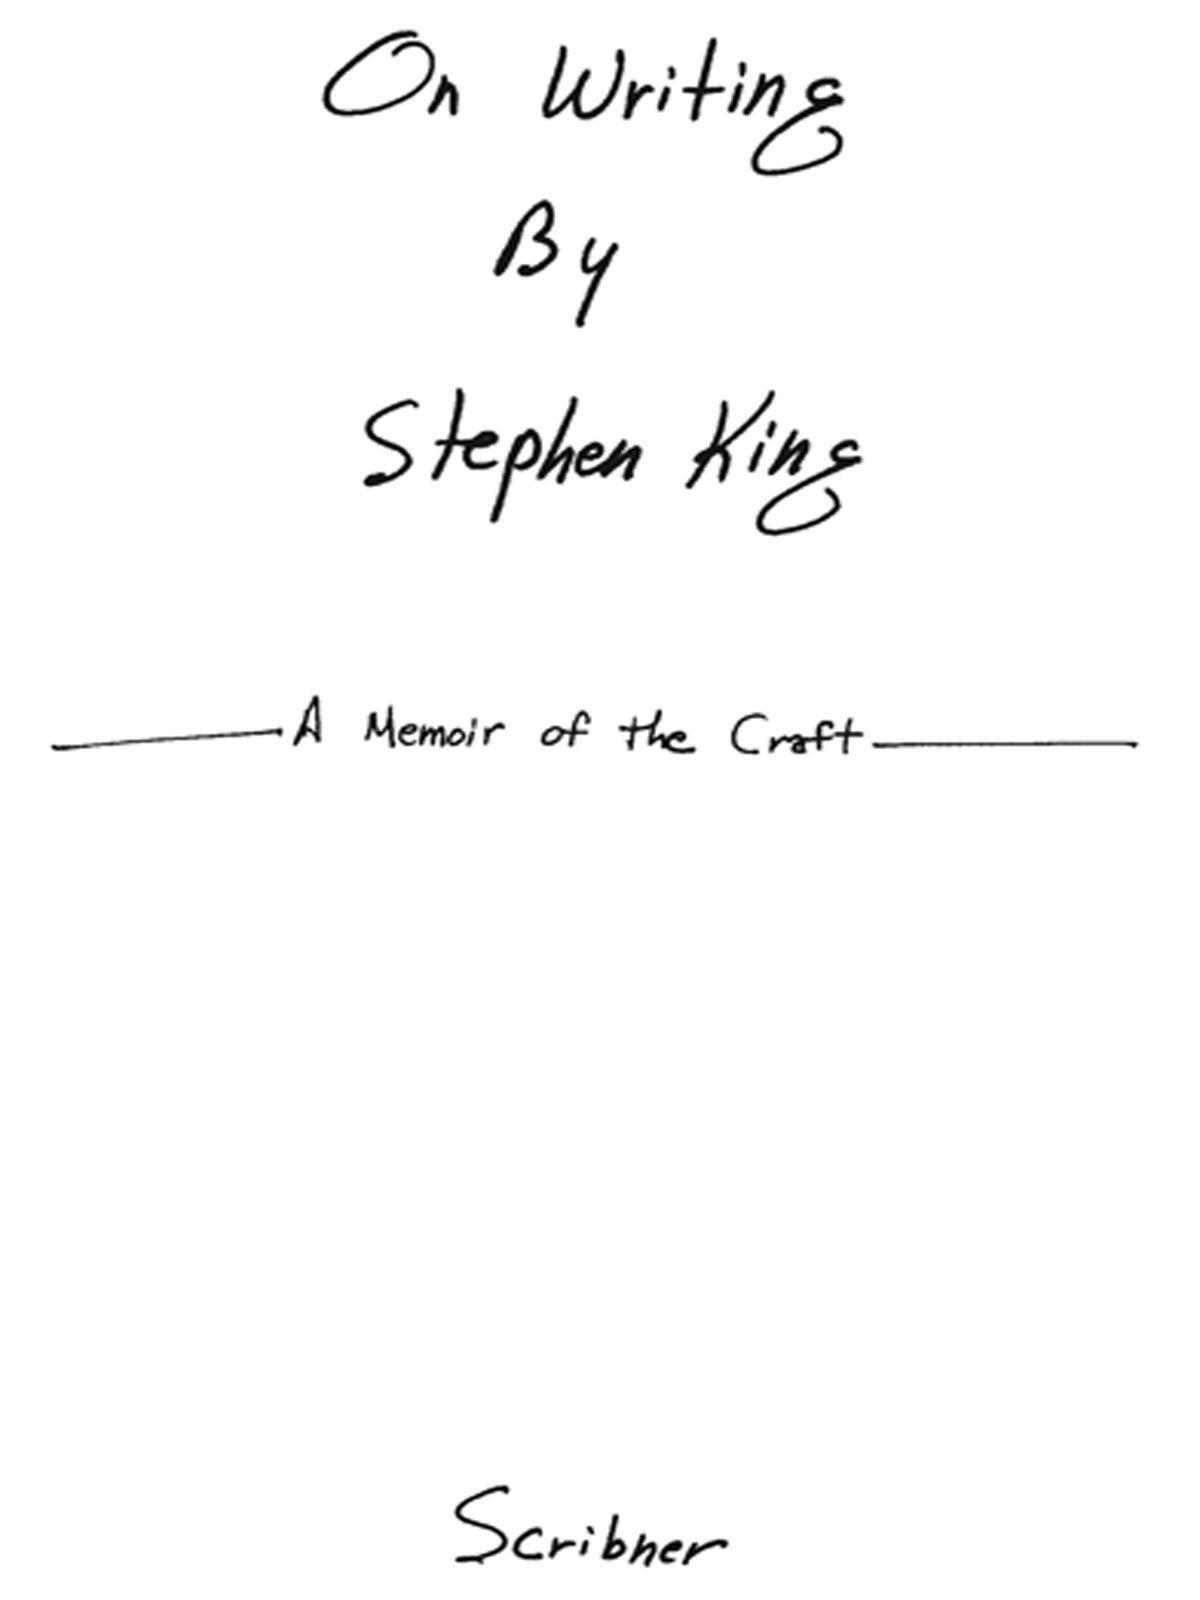 On Writing
By
Stephen King
A Memoir of the Craft
Scribner